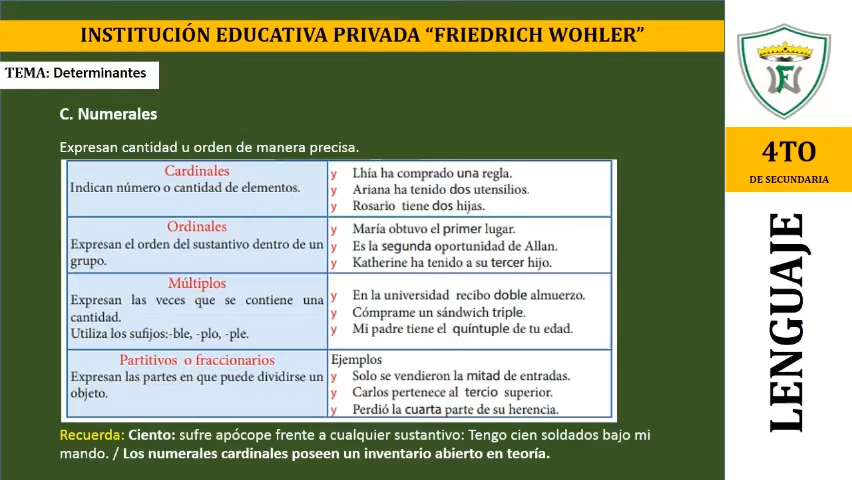 INSTITUCIÓN EDUCATIVA PRIVADA “FRIEDRICH WOHLER”
TEMA: Determinantes
C. Numerales
Expresan cantidad u orden de manera precisa.
Cardinales
Indican número o cantidad de elementos.
y Lhía ha comprado una regla.
y Ariana ha tenido dos utensilios.
y Rosario tiene dos hijas.
Ordinales
Expresan el orden del sustantivo dentro de un
grupo.
y María obtuvo el primer lugar.
y Es la segunda oportunidad de Allan.
y Katherine ha tenido a su tercer hijo.
Múltiplos
Expresan las veces que se contiene una
cantidad.
Utiliza los sufijos:-ble, -plo, -ple.
y En la universidad recibo doble almuerzo.
y Cómprame un sándwich triple.
y Mi padre tiene el quíntuple de tu edad.
Partitivos o fraccionarios
Expresan las partes en que puede dividirse un
objeto.
Ejemplos
y Solo se vendieron la mitad de entradas.
y Carlos pertenece al tercio superior.
y Perdió la cuarta parte de su herencia.
Recuerda: Ciento: sufre apócope frente a cualquier sustantivo: Tengo cien soldados bajo mi
mando. / Los numerales cardinales poseen un inventario abierto en teoría.
FW
4TO
DE SECUNDARIA
LENGUAJE